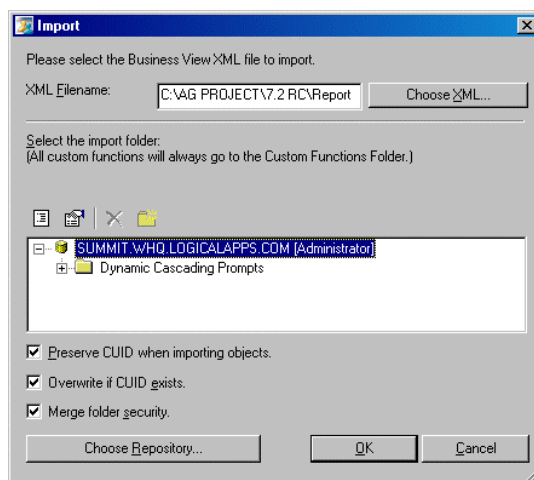 Import
Please select the Business View XML file to import.
XML Filename:
C:\AG PROJECT\7.2 RC\Report
Choose XML...
Select the import folder:
(All custom functions will always go to the Custom Functions Folder.)
SUMMIT.WHQ.LOGICALAPPS.COM [Administrator]
Dynamic Cascading Prompts
Preserve CUID when importing objects.
Overwrite if CUID exists.
Merge folder security.
Choose Repository...
OK
Cancel